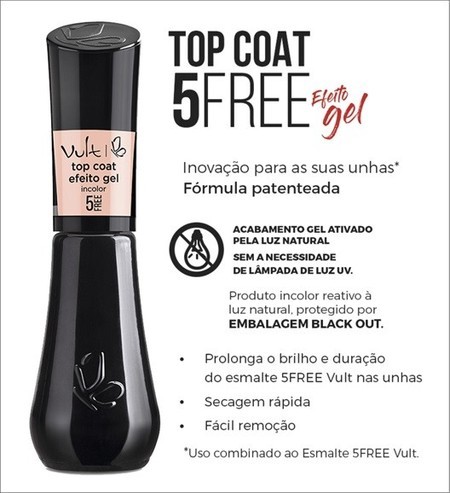 TOP COAT
5FREE Efeito gel
Vult
top coat
efeito gel
incolor
5FREE
Inovação para as suas unhas*
Fórmula patenteada
ACABAMENTO GEL ATIVADO
PELA LUZ NATURAL
SEM A NECESSIDADE
DE LÂMPADA DE LUZ UV.
Produto incolor reativo à
luz natural, protegido por
EMBALAGEM BLACK OUT.
• Prolonga o brilho e duração
do esmalte 5FREE Vult nas unhas
• Secagem rápida
• Fácil remoção
*Uso combinado ao Esmalte 5FREE Vult.